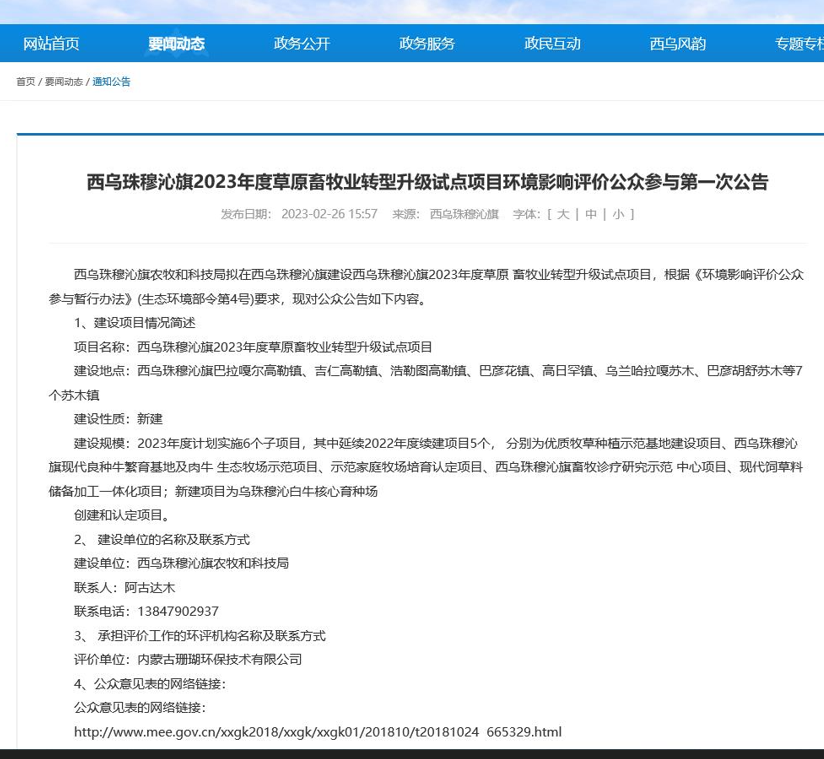 网站首页 要闻动态 政务公开 政务服务 政民互动 西乌风韵 专题专栏
首页 / 要闻动态 / 通知公告
西乌珠穆沁旗2023年度草原畜牧业转型升级试点项目环境影响评价公众参与第一次公告
发布日期： 2023-02-26 15:57 来源： 西乌珠穆沁旗 字体：[ 大 | 中 | 小 ]
西乌珠穆沁旗农牧和科技局拟在西乌珠穆沁旗建设西乌珠穆沁旗2023年度草原 畜牧业转型升级试点项目，根据《环境影响评价公众
参与暂行办法》(生态环境部令第4号)要求，现对公众公告如下内容。
1、建设项目情况简述
项目名称：西乌珠穆沁旗2023年度草原畜牧业转型升级试点项目
建设地点：西乌珠穆沁旗巴拉嘎尔高勒镇、吉仁高勒镇、浩勒图高勒镇、巴彦花镇、高日罕镇、乌兰哈拉嘎苏木、巴彦胡舒苏木等7
个苏木镇
建设性质：新建
建设规模：2023年度计划实施6个子项目，其中延续2022年度续建项目5个， 分别为优质牧草种植示范基地建设项目、西乌珠穆沁
旗现代良种牛繁育基地及肉牛 生态牧场示范项目、示范家庭牧场培育认定项目、西乌珠穆沁旗畜牧诊疗研究示范 中心项目、现代饲草料
储备加工一体化项目；新建项目为乌珠穆沁白牛核心育种场
创建和认定项目。
2、 建设单位的名称及联系方式
建设单位：西乌珠穆沁旗农牧和科技局
联系人：阿古达木
联系电话：13847902937
3、 承担评价工作的环评机构名称及联系方式
评价单位：内蒙古珊瑚环保技术有限公司
4、公众意见表的网络链接：
公众意见表的网络链接：
http://www.mee.gov.cn/xxgk2018/xxgk/xxgk01/201810/t20181024_665329.html